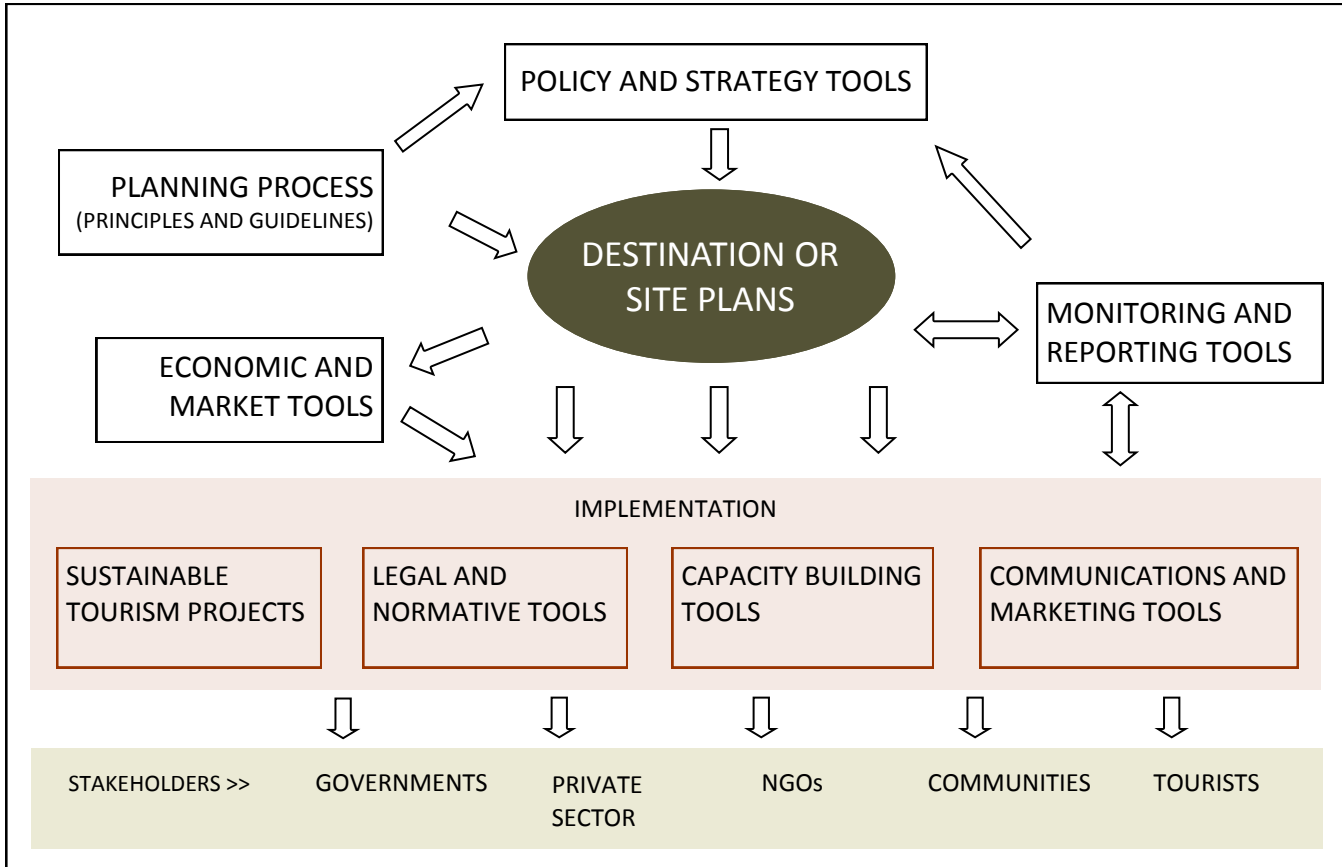 POLICY AND STRATEGY TOOLS
PLANNING PROCESS
(PRINCIPLES AND GUIDELINES)
DESTINATION OR
SITE PLANS
MONITORING AND
REPORTING TOOLS
ECONOMIC AND
MARKET TOOLS
IMPLEMENTATION
SUSTAINABLE
TOURISM PROJECTS
LEGAL AND
NORMATIVE TOOLS
CAPACITY BUILDING
TOOLS
COMMUNICATIONS AND
MARKETING TOOLS
STAKEHOLDERS >>
GOVERNMENTS
PRIVATE
SECTOR
NGOs
COMMUNITIES
TOURISTS